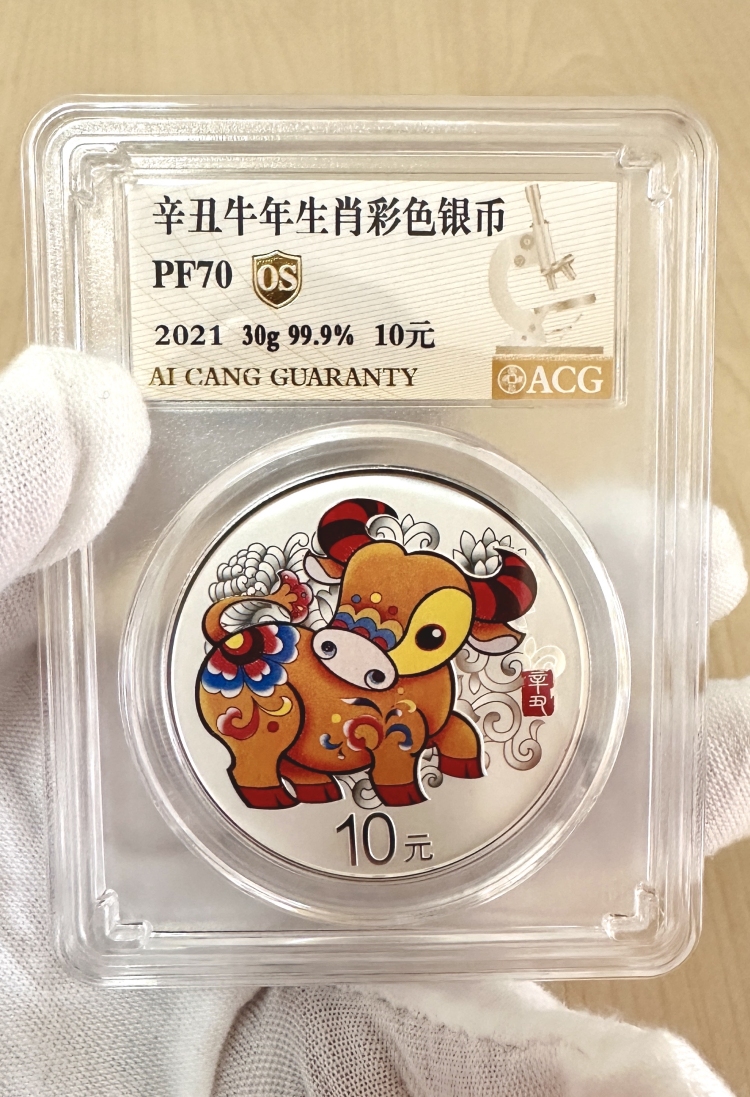 辛丑牛年生肖彩色银币
PF70 OS
2021 30g 99.9% 10元
AI CANG GUARANTY
ACG
辛丑
10元